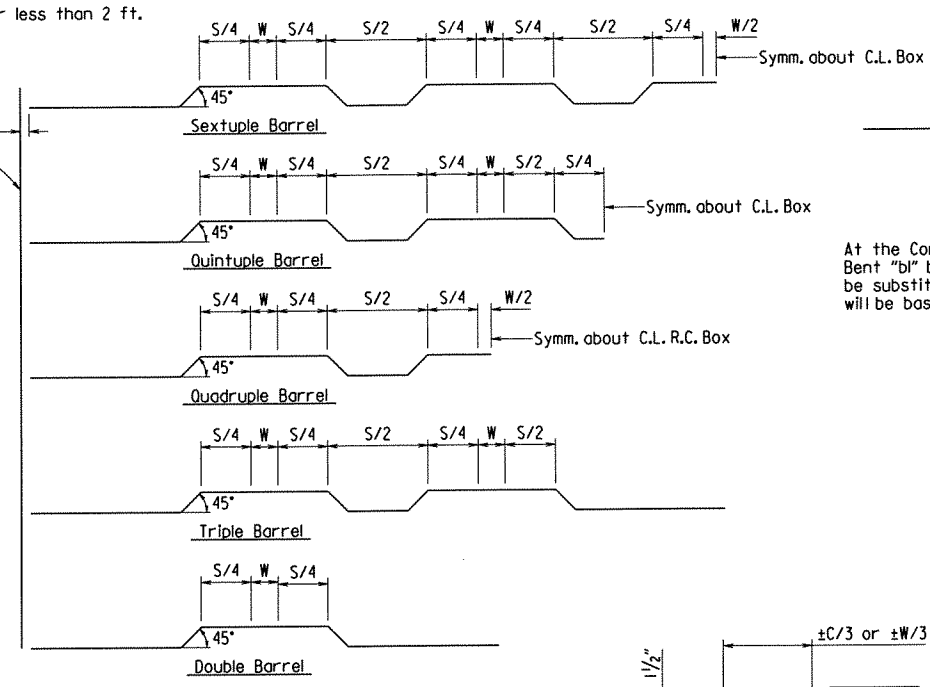 r less than 2 ft.
S/4 W S/4 S/2 S/4 W S/4 S/2 S/4 W/2
Symm. about C.L. Box
45°
Sextuple Barrel
S/4 W S/4 S/2 S/4 W S/2 S/4
Symm. about C.L. Box
45°
Quintuple Barrel
At the Cor
Bent "b1" b
be substit
will be bas
S/4 W S/4 S/2 S/4 W/2
Symm. about C.L. R.C. Box
45°
Quadruple Barrel
S/4 W S/4 S/2 S/4 W S/2
45°
Triple Barrel
S/4 W S/4
45°
Double Barrel
1½"
±C/3 or ±W/3